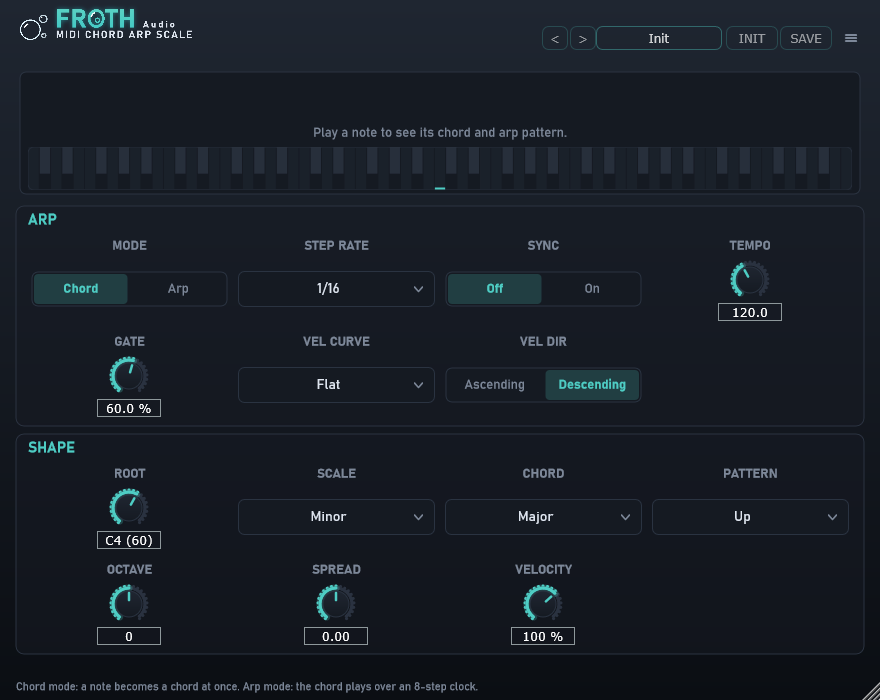 FROTH Audio
MIDI CHORD ARP SCALE
< > Init INIT SAVE
Play a note to see its chord and arp pattern.
ARP
MODE STEP RATE SYNC TEMPO
Chord Arp 1/16 Off On
120.0
GATE VEL CURVE VEL DIR
Flat Ascending Descending
60.0 %
SHAPE
ROOT SCALE CHORD PATTERN
Minor Major Up
C4 (60)
OCTAVE SPREAD VELOCITY
0 0.00 100 %
Chord mode: a note becomes a chord at once. Arp mode: the chord plays over an 8-step clock.